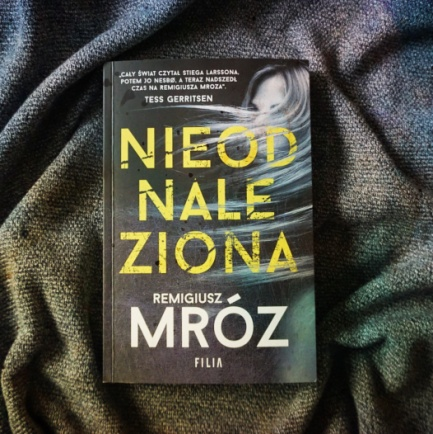 „CAŁY ŚWIAT CZYTAŁ STIEGA LARSSONA,
POTEM JO NESBØ, A TERAZ NADSZEDŁ
CZAS NA REMIGIUSZA MROZA".
TESS GERRITSEN
NIEOD
NALE
ZIONA
REMIGIUSZ
MRÓZ
FILIA